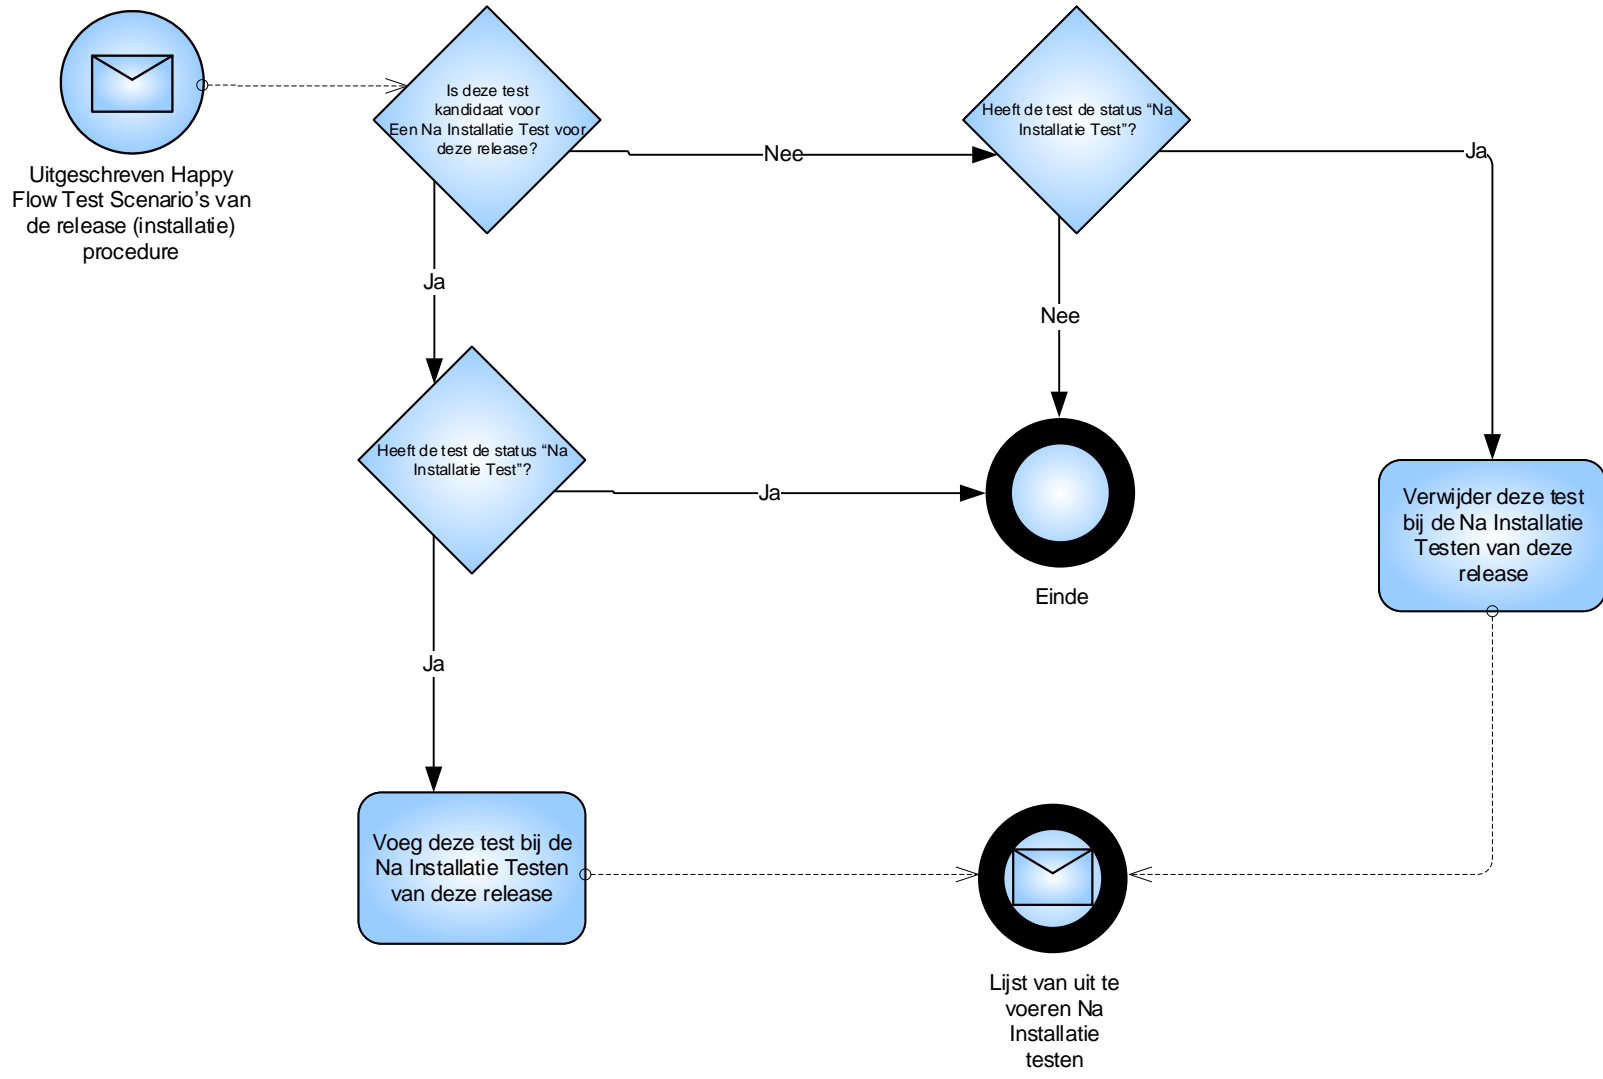 Uitgeschreven Happy
Flow Test Scenario's van
de release (installatie)
procedure
Is deze test
kandidaat voor
Een Na Installatie Test voor
deze release?
Nee
Heeft de test de status “Na
Installatie Test”?
Ja
Ja
Nee
Heeft de test de status “Na
Installatie Test”?
Ja
Einde
Verwijder deze test
bij de Na Installatie
Testen van deze
release
Ja
Voeg deze test bij de
Na Installatie Testen
van deze release
Lijst van uit te
voeren Na
Installatie
testen